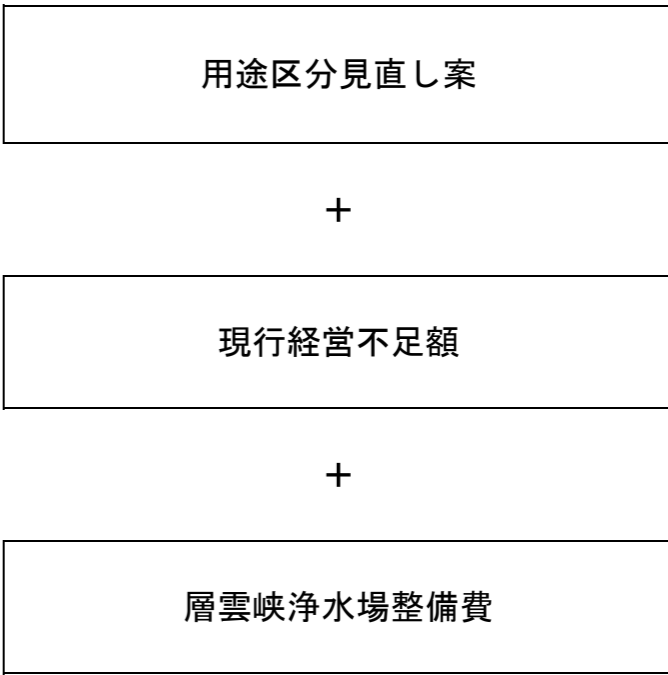 用途区分見直し案
＋
現行経営不足額
＋
層雲峡浄水場整備費